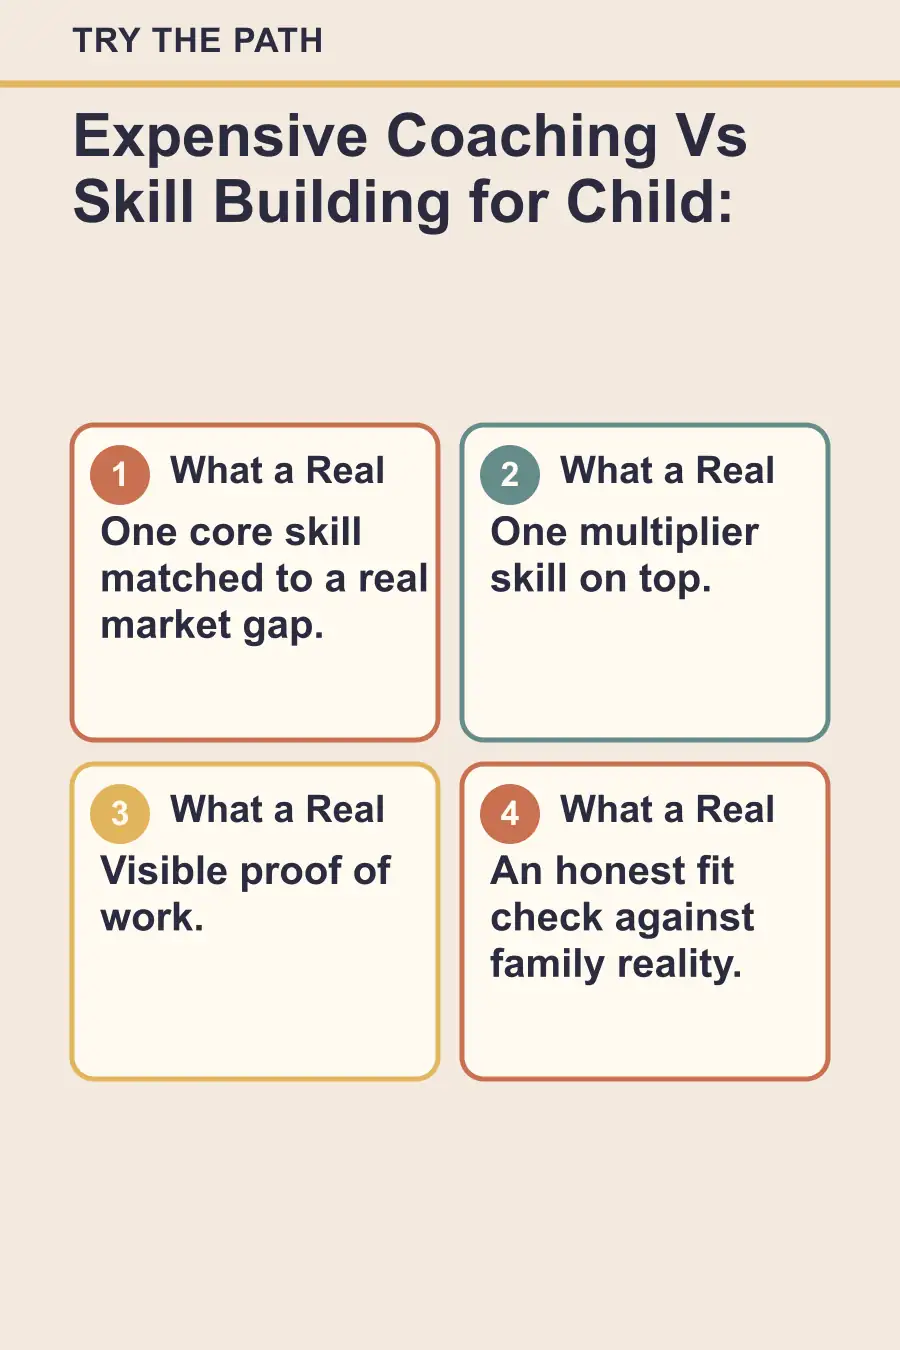 TRY THE PATH
Expensive Coaching Vs
Skill Building for Child:
1 What a Real
One core skill
matched to a real
market gap.
2 What a Real
One multiplier
skill on top.
3 What a Real
Visible proof of
work.
4 What a Real
An honest fit
check against
family reality.